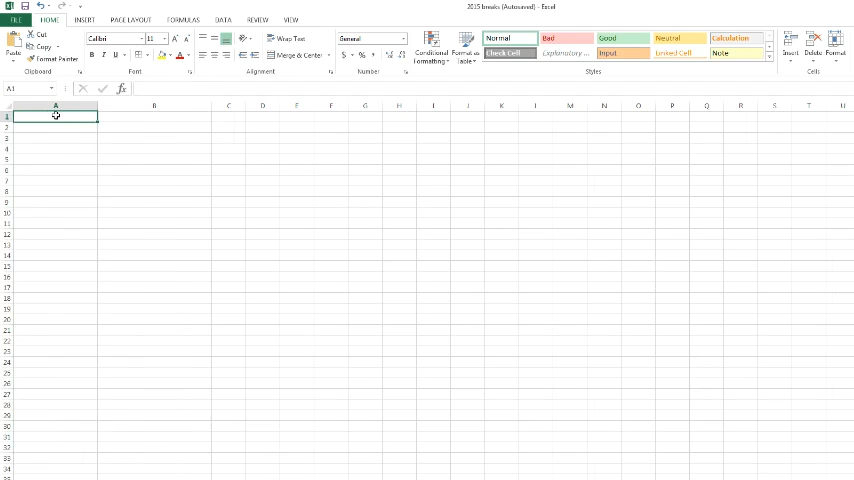 2015 breaks (Autosaved) - Excel
FILE HOME INSERT PAGE LAYOUT FORMULAS DATA REVIEW VIEW
Paste
Cut
Copy
Format Painter
Clipboard
Calibri 11
B I U
Font
Wrap Text
Merge & Center
Alignment
General
$ % ,
Number
Conditional Formatting
Format as Table
Normal Bad Good Neutral Calculation
Check Cell Explanatory ... Input Linked Cell Note
Styles
Insert Delete Format
Cells
A1 fx
A B C D E F G H I J K L M N O P Q R S T U
1
2
3
4
5
6
7
8
9
10
11
12
13
14
15
16
17
18
19
20
21
22
23
24
25
26
27
28
29
30
31
32
33
34